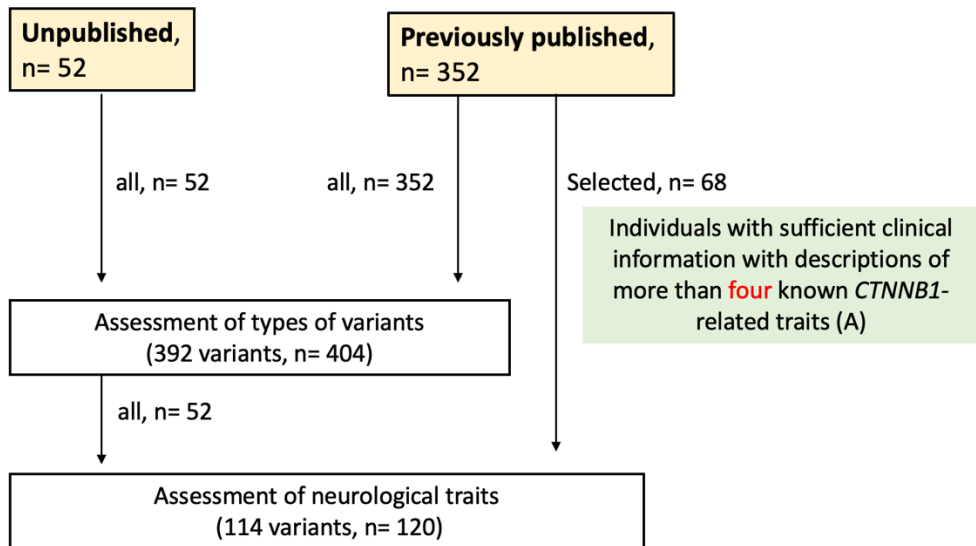 Unpublished,
n= 52
Previously published,
n= 352
all, n= 52
all, n= 352
Selected, n= 68
Individuals with sufficient clinical
information with descriptions of
more than four known CTNNB1-
related traits (A)
Assessment of types of variants
(392 variants, n= 404)
all, n= 52
Assessment of neurological traits
(114 variants, n= 120)